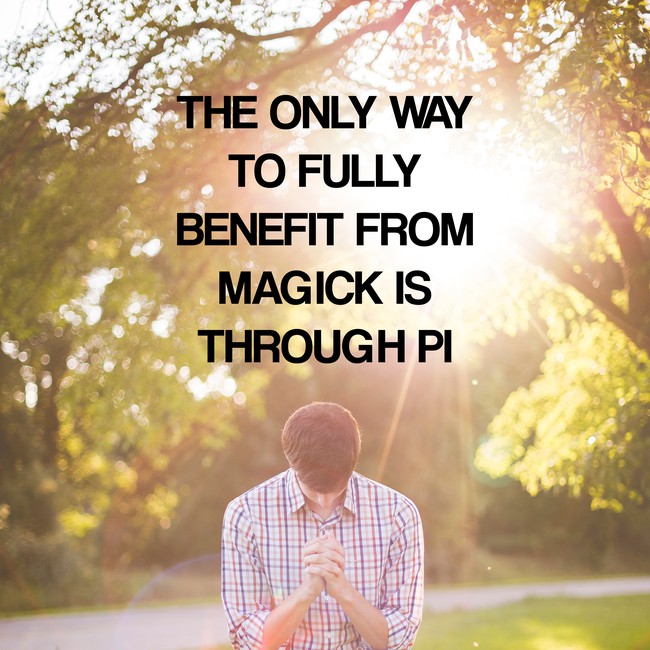 THE ONLY WAY
TO FULLY
BENEFIT FROM
MAGICK IS
THROUGH PI